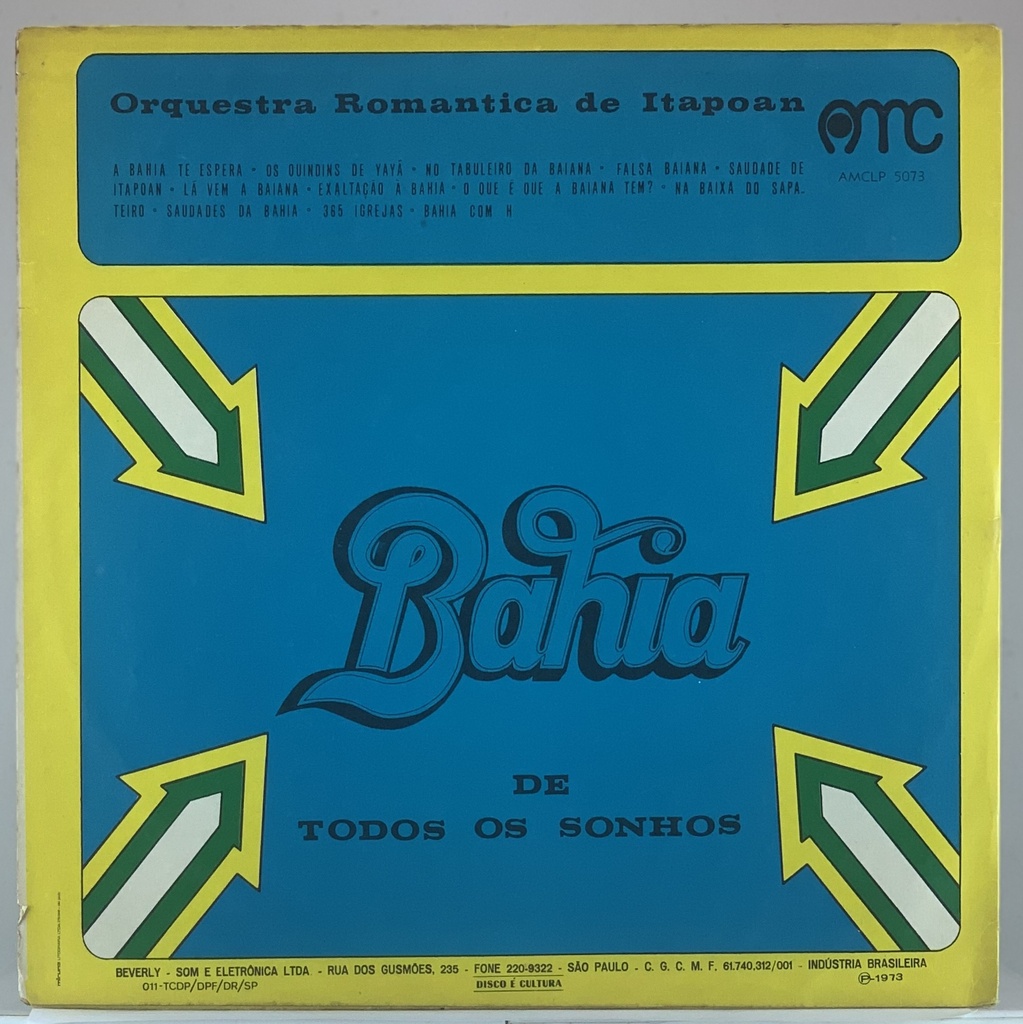 Orquestra Romantica de Itapoan
AMC
AMCLP 5073
A BAHIA TE ESPERA • OS QUINDINS DE YAYÁ • NO TABULEIRO DA BAIANA • FALSA BAIANA • SAUDADE DE
ITAPOAN • LÁ VEM A BAIANA • EXALTAÇÃO À BAHIA • O QUE É QUE A BAIANA TEM? • NA BAIXA DO SAPA-
TEIRO • SAUDADES DA BAHIA • 365 IGREJAS • BAHIA COM H
Bahia
DE
TODOS OS SONHOS
BEVERLY - SOM E ELETRÔNICA LTDA. - RUA DOS GUSMÕES, 235 - FONE 220-9322 - SÃO PAULO - C. G. C. M. F. 61.740.312/001 - INDÚSTRIA BRASILEIRA
011-TCDP/DPF/DR/SP
DISCO É CULTURA
℗-1973